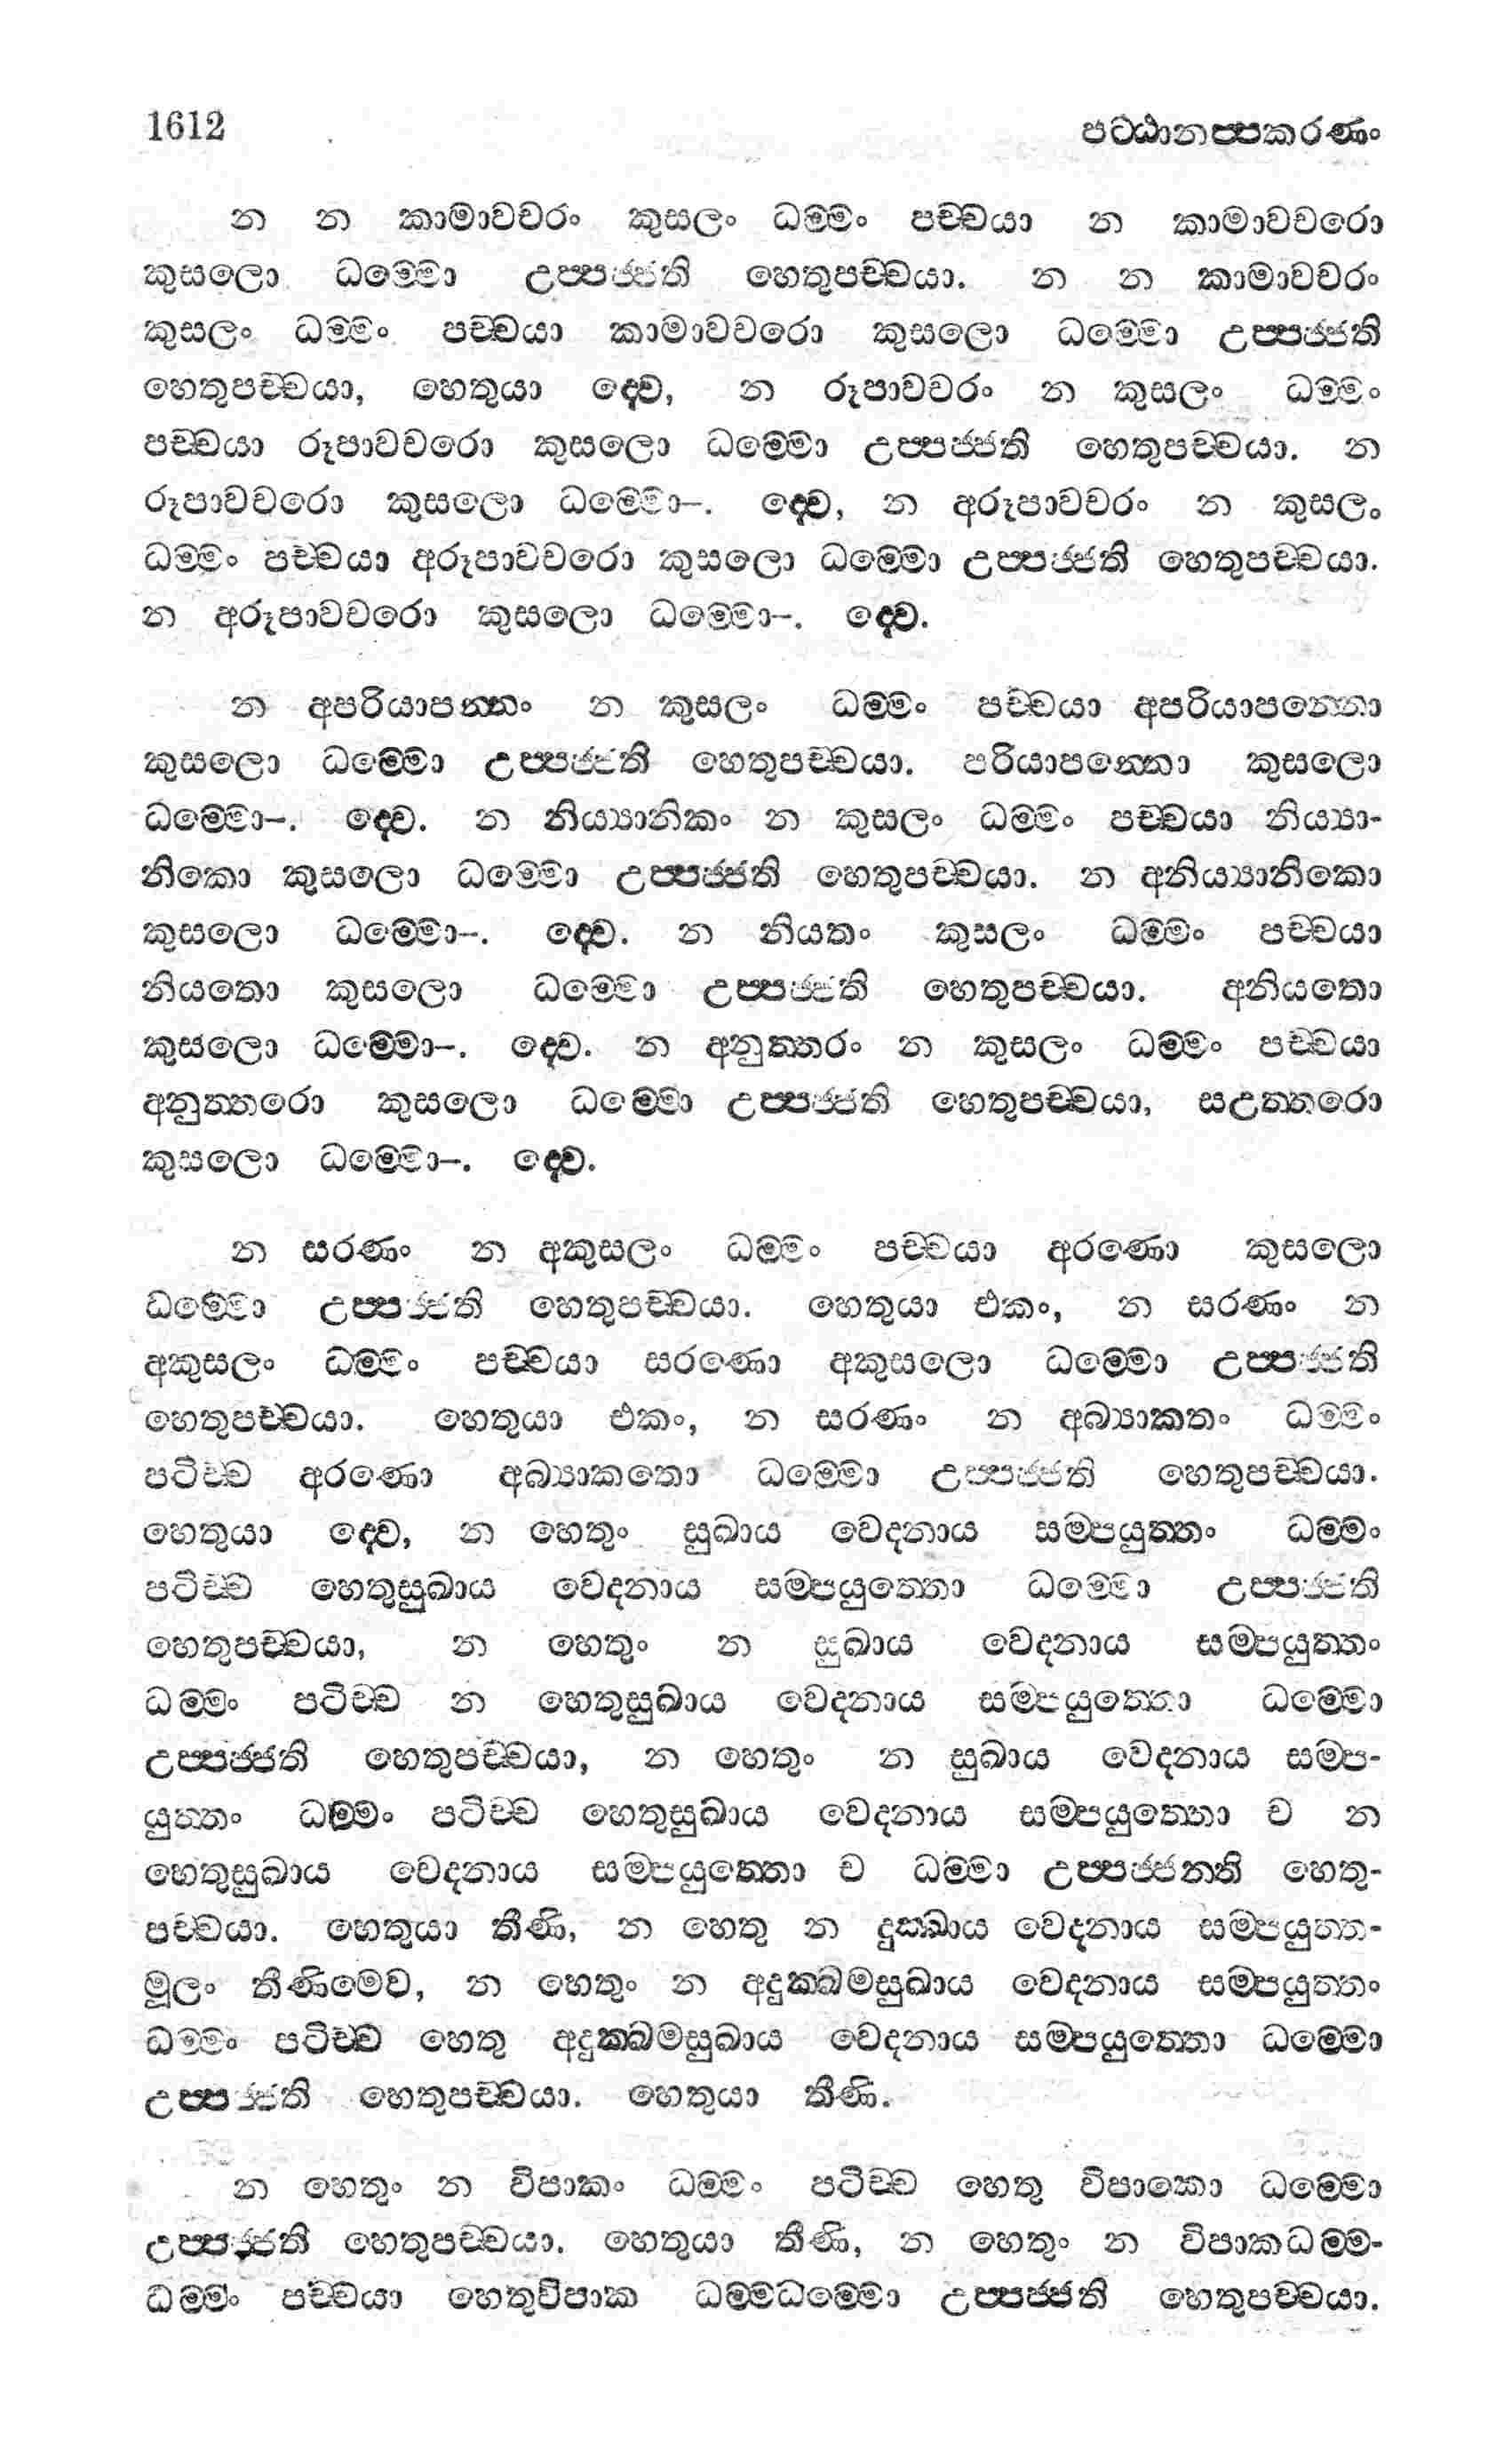 1612 පට්ඨානප්පකරණං
න න කාමාවචරං කුසලං ධම්මං පච්චයා න කාමාවචරො
කුසලො ධම්මො උප්පජ්ජති හෙතුපච්චයා. න න කාමාවචරං
කුසලං ධම්මං පච්චයා කාමාවචරො කුසලො ධම්මො උප්පජ්ජති
හෙතුපච්චයා, හෙතුයා ද්වෙ, න රූපාවචරං න කුසලං ධම්මං
පච්චයා රූපාවචරො කුසලො ධම්මො උප්පජ්ජති හෙතුපච්චයා. න
රූපාවචරො කුසලො ධම්මො–. ද්වෙ, න අරූපාවචරං න කුසලං
ධම්මං පච්චයා අරූපාවචරො කුසලො ධම්මො උප්පජ්ජති හෙතුපච්චයා.
න අරූපාවචරො කුසලො ධම්මො–. ද්වෙ.
න අපරියාපන්නං න කුසලං ධම්මං පච්චයා අපරියාපන්නො
කුසලො ධම්මො උප්පජ්ජති හෙතුපච්චයා. පරියාපන්නො කුසලො
ධම්මො–. ද්වෙ. න නිය්‍යානිකං න කුසලං ධම්මං පච්චයා නිය්‍යා-
නිකො කුසලො ධම්මො උප්පජ්ජති හෙතුපච්චයා. න අනිය්‍යානිකො
කුසලො ධම්මො–. ද්වෙ. න නියතං කුසලං ධම්මං පච්චයා
නියතො කුසලො ධම්මො උප්පජ්ජති හෙතුපච්චයා. අනියතො
කුසලො ධම්මො–. ද්වෙ. න අනුත්තරං න කුසලං ධම්මං පච්චයා
අනුත්තරො කුසලො ධම්මො උප්පජ්ජති හෙතුපච්චයා, සඋත්තරො
කුසලො ධම්මො–. ද්වෙ.
න සරණං න අකුසලං ධම්මං පච්චයා අරණො කුසලො
ධම්මො උප්පජ්ජති හෙතුපච්චයා. හෙතුයා එකං, න සරණං න
අකුසලං ධම්මං පච්චයා සරණො අකුසලො ධම්මො උප්පජ්ජති
හෙතුපච්චයා. හෙතුයා එකං, න සරණං න අබ්‍යාකතං ධම්මං
පටිච්ච අරණො අබ්‍යාකතො ධම්මො උප්පජ්ජති හෙතුපච්චයා.
හෙතුයා ද්වෙ, න හෙතුං සුඛාය වෙදනාය සම්පයුත්තං ධම්මං
පටිච්ච හෙතුසුඛාය වෙදනාය සම්පයුත්තො ධම්මො උප්පජ්ජති
හෙතුපච්චයා, න හෙතුං න සුඛාය වෙදනාය සම්පයුත්තං
ධම්මං පටිච්ච න හෙතුසුඛාය වෙදනාය සම්පයුත්තො ධම්මො
උප්පජ්ජති හෙතුපච්චයා, න හෙතුං න සුඛාය වෙදනාය සම්ප-
යුත්තං ධම්මං පටිච්ච හෙතුසුඛාය වෙදනාය සම්පයුත්තො ච න
හෙතුසුඛාය වෙදනාය සම්පයුත්තො ච ධම්මා උප්පජ්ජන්ති හෙතු-
පච්චයා. හෙතුයා තීණි, න හෙතු න දුක්ඛාය වෙදනාය සම්පයුත්ත-
මූලං තීණිමෙව, න හෙතුං න අදුක්ඛමසුඛාය වෙදනාය සම්පයුත්තං
ධම්මං පටිච්ච හෙතු අදුක්ඛමසුඛාය වෙදනාය සම්පයුත්තො ධම්මො
උප්පජ්ජති හෙතුපච්චයා. හෙතුයා තීණි.
න හෙතුං න විපාකං ධම්මං පටිච්ච හෙතු විපාකො ධම්මො
උප්පජ්ජති හෙතුපච්චයා. හෙතුයා තීණි, න හෙතුං න විපාකධම්ම-
ධම්මං පච්චයා හෙතුවිපාක ධම්මධම්මො උප්පජ්ජති හෙතුපච්චයා.